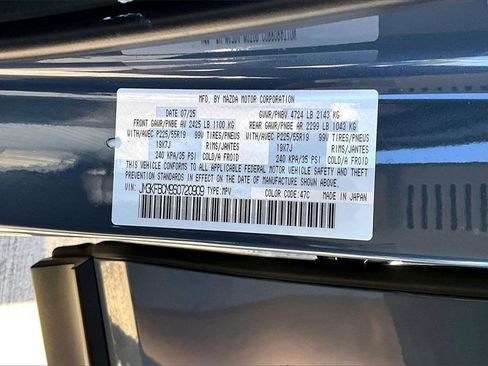 MFD. BY MAZDA MOTOR CORPORATION
DATE 07/25 GVWR/PNBV 4724 LB 2143 KG
FRONT GAWR/PNBE AV 2425 LB 1100 KG REAR GAWR/PNBE AR 2299 LB 1043 KG
WITH/AVEC P225/55R19 99V TIRES/PNEUS WITH/AVEC P225/55R19 99V TIRES/PNEUS
19X7J RIMS/JANTES 19X7J RIMS/JANTES
240 KPA/35 PSI COLD/A FROID 240 KPA/35 PSI COLD/A FROID
THIS VEHICLE CONFORMS TO ALL APPLICABLE FEDERAL MOTOR VEHICLE SAFETY AND THEFT
PREVENTION STANDARDS IN EFFECT ON THE DATE OF MANUFACTURE SHOWN ABOVE.
VIN: TYPE: MPV COLOR CODE: 47C MADE IN JAPAN